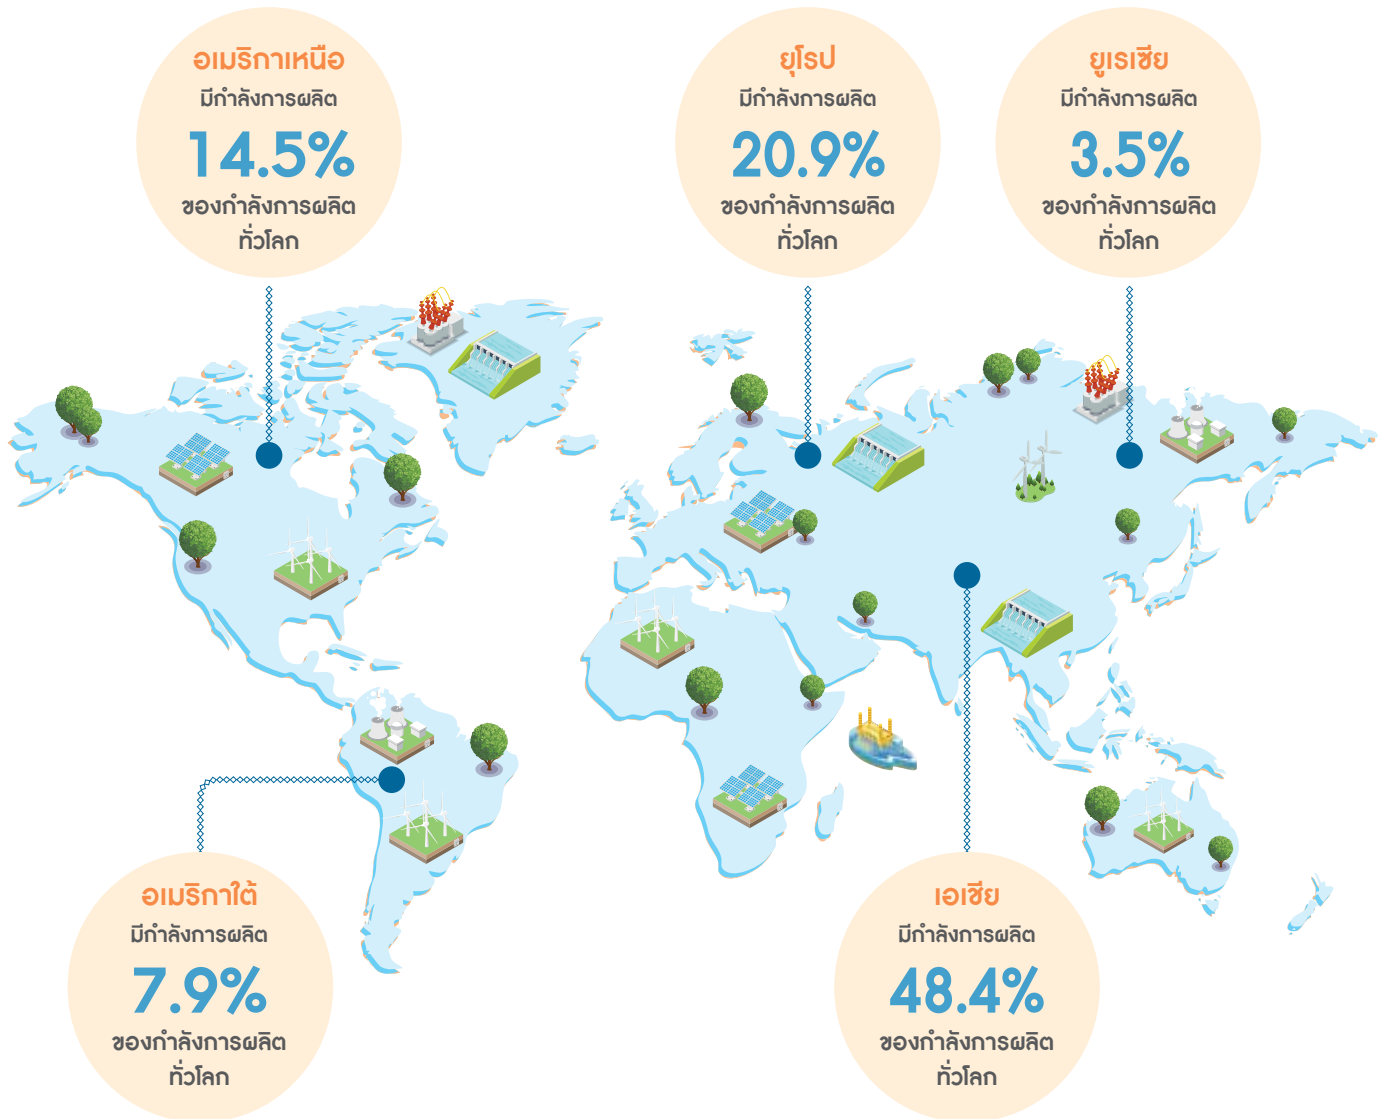 อเมริกาเหนือ
มีกำลังการผลิต
14.5%
ของกำลังการผลิต
ทั่วโลก
ยุโรป
มีกำลังการผลิต
20.9%
ของกำลังการผลิต
ทั่วโลก
ยูเรเซีย
มีกำลังการผลิต
3.5%
ของกำลังการผลิต
ทั่วโลก
อเมริกาใต้
มีกำลังการผลิต
7.9%
ของกำลังการผลิต
ทั่วโลก
เอเชีย
มีกำลังการผลิต
48.4%
ของกำลังการผลิต
ทั่วโลก